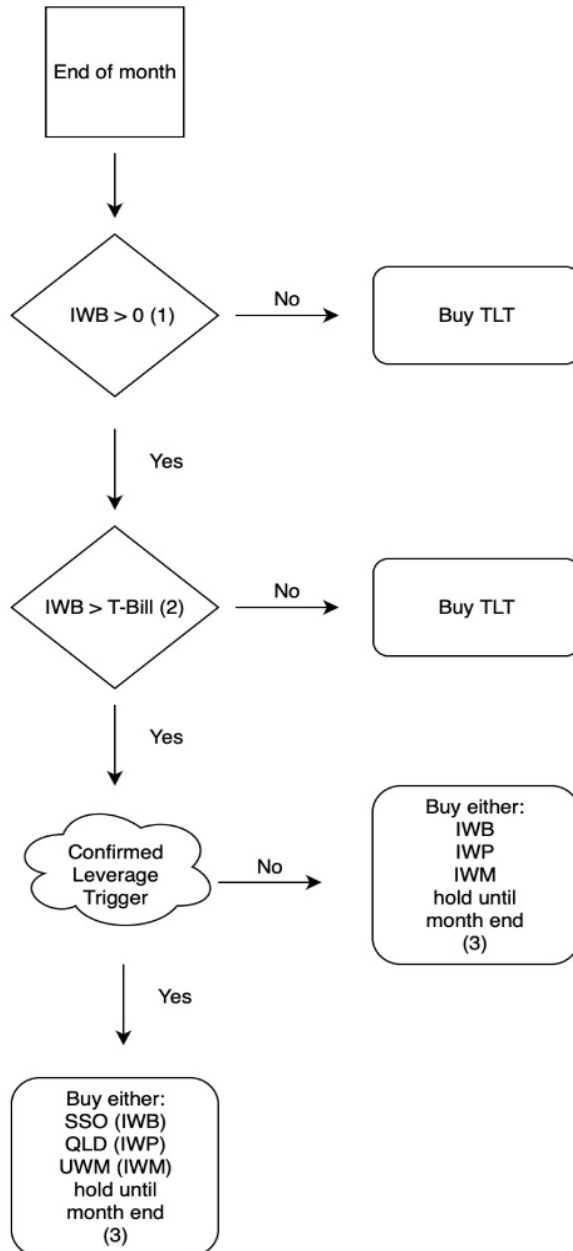 End of month
IWB > 0 (1)
No
Buy TLT
Yes
IWB > T-Bill (2)
No
Buy TLT
Yes
Confirmed
Leverage
Trigger
No
Buy either:
IWB
IWP
IWM
hold until
month end
(3)
Yes
Buy either:
SSO (IWB)
QLD (IWP)
UWM (IWM)
hold until
month end
(3)